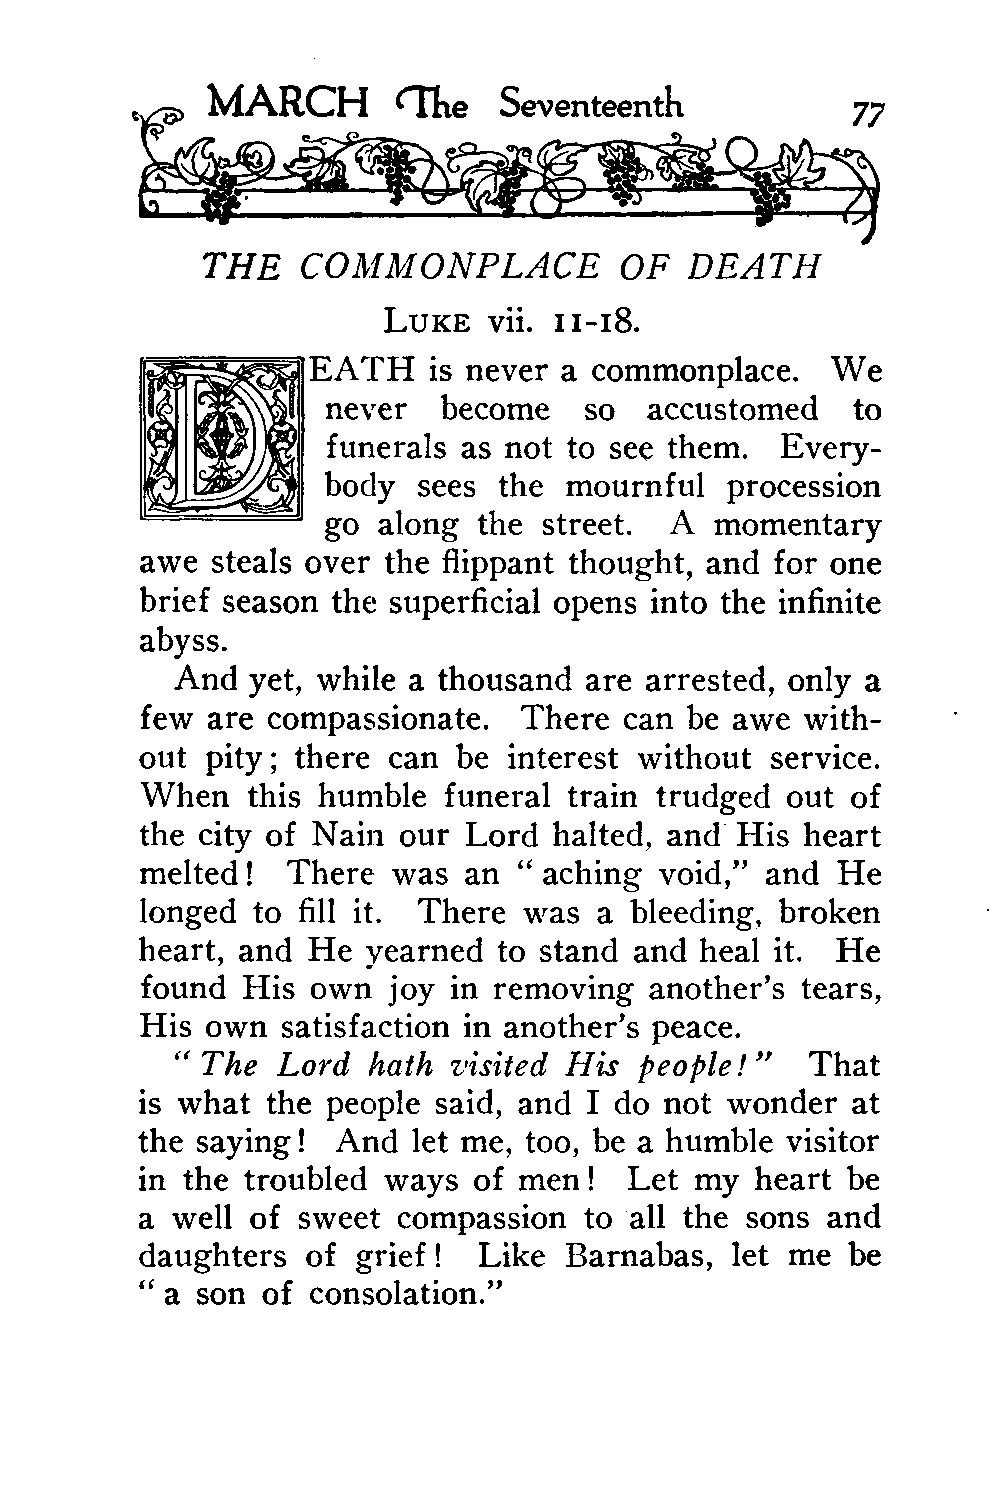 MARCH The Seventeenth 77
THE COMMONPLACE OF DEATH
LUKE vii. 11-18.
DEATH is never a commonplace. We
never become so accustomed to
funerals as not to see them. Every-
body sees the mournful procession
go along the street. A momentary
awe steals over the flippant thought, and for one
brief season the superficial opens into the infinite
abyss.
And yet, while a thousand are arrested, only a
few are compassionate. There can be awe with-
out pity; there can be interest without service.
When this humble funeral train trudged out of
the city of Nain our Lord halted, and His heart
melted! There was an “aching void,” and He
longed to fill it. There was a bleeding, broken
heart, and He yearned to stand and heal it. He
found His own joy in removing another’s tears,
His own satisfaction in another’s peace.
“The Lord hath visited His people!” That
is what the people said, and I do not wonder at
the saying! And let me, too, be a humble visitor
in the troubled ways of men! Let my heart be
a well of sweet compassion to all the sons and
daughters of grief! Like Barnabas, let me be
“a son of consolation.”